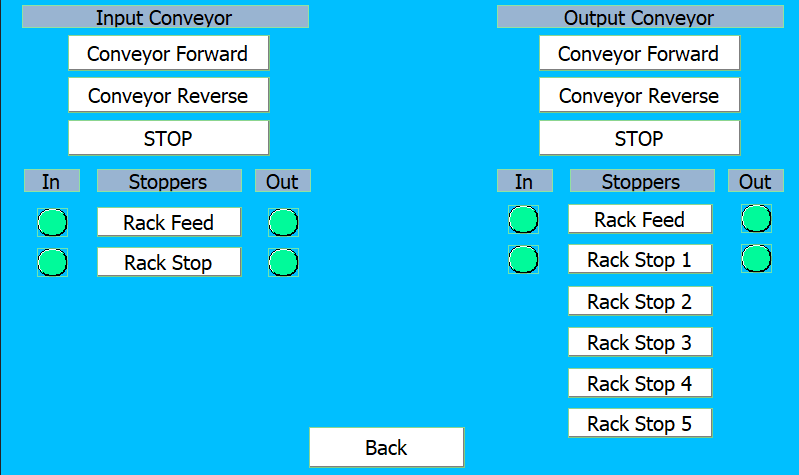 Input Conveyor
Conveyor Forward
Conveyor Reverse
STOP
In
Stoppers
Out
Rack Feed
Rack Stop
Output Conveyor
Conveyor Forward
Conveyor Reverse
STOP
In
Stoppers
Out
Rack Feed
Rack Stop 1
Rack Stop 2
Rack Stop 3
Rack Stop 4
Rack Stop 5
Back